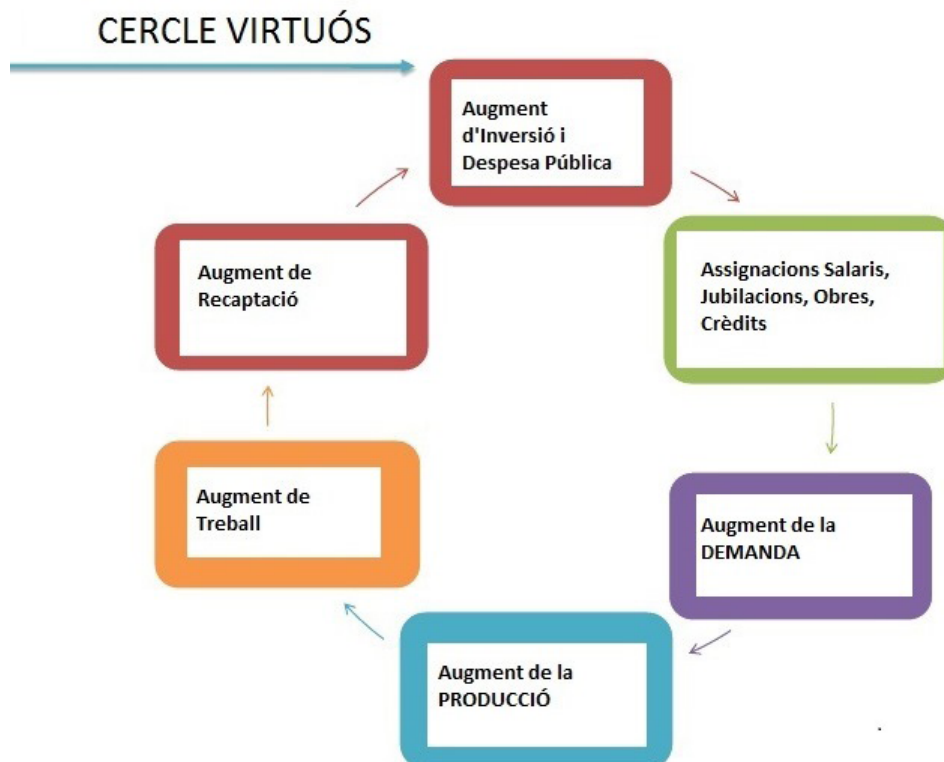 CERCLE VIRTUÓS
Augment
d'Inversió i
Despesa Pública
Assignacions Salaris,
Jubilacions, Obres,
Crèdits
Augment de la
DEMANDA
Augment de la
PRODUCCIÓ
Augment de
Treball
Augment de
Recaptació